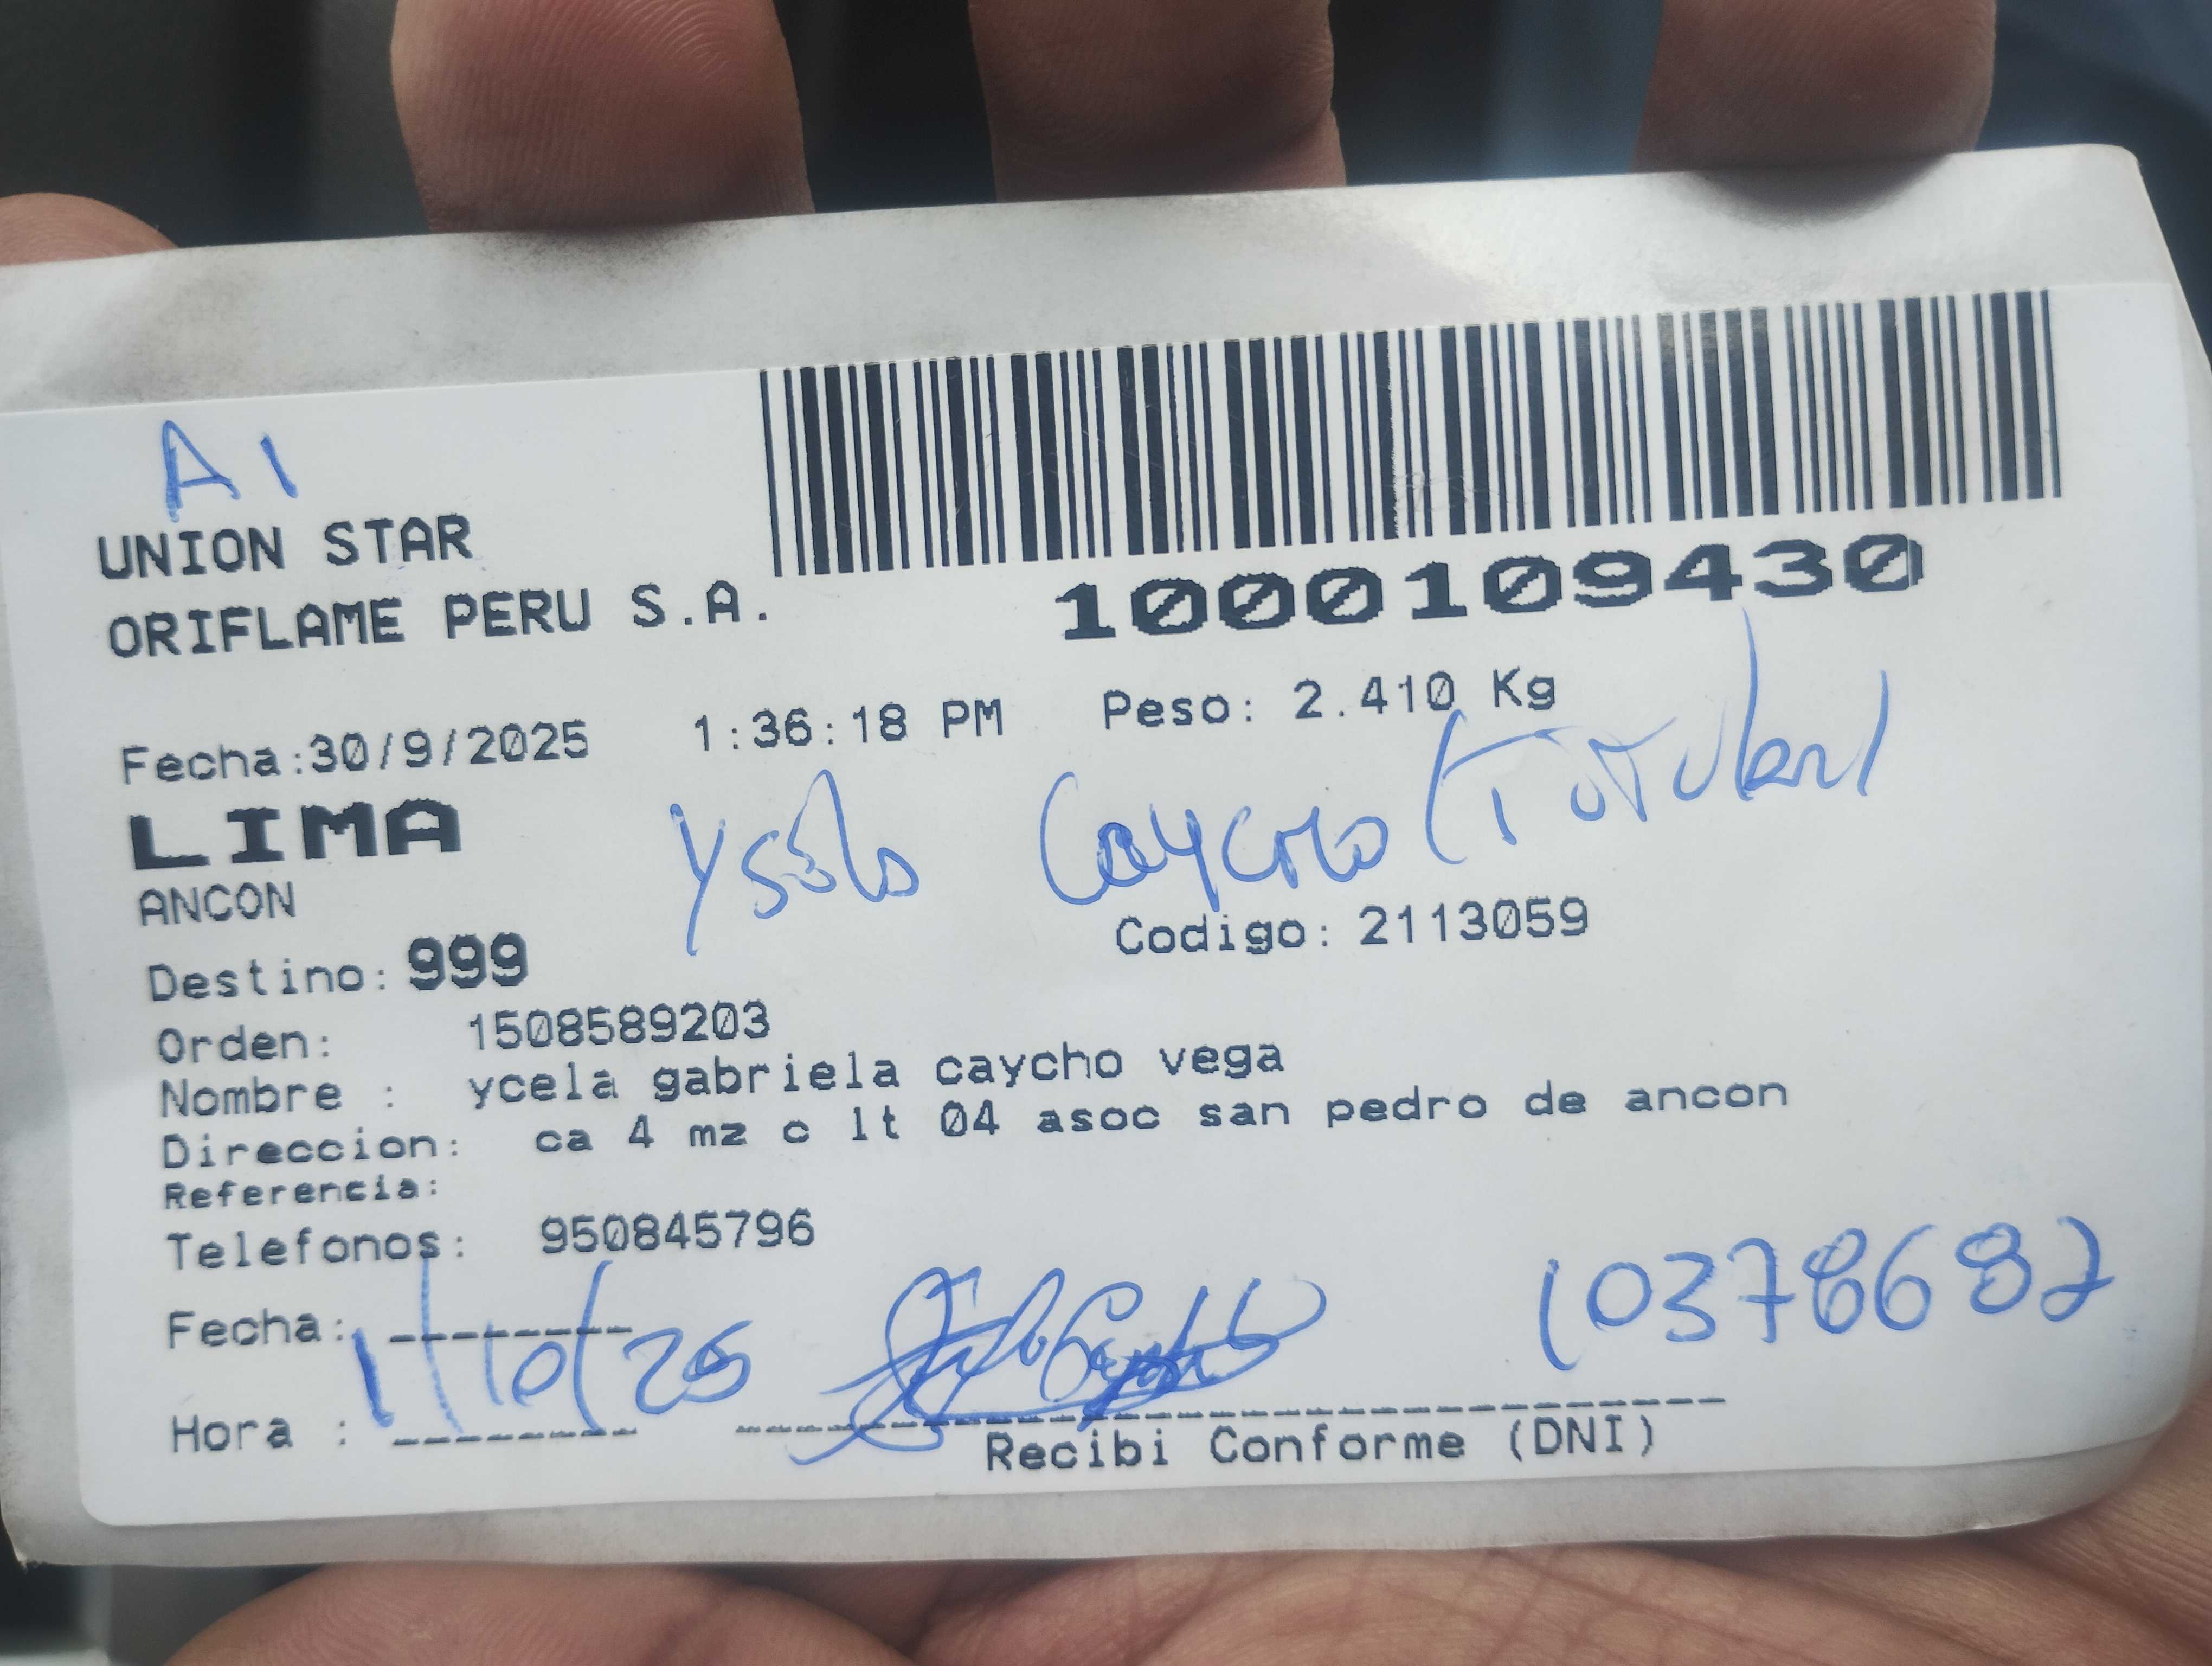 A1
UNION STAR
ORIFLAME PERU S.A.
1000109430
Fecha:30/9/2025 1:36:18 PM Peso: 2.410 Kg
LIMA
Caycho (Titular)
ANCON
Codigo: 2113059
Destino: 999
Orden: 1508589203
Nombre : ycela gabriela caycho vega
Direccion: ca 4 mz c lt 04 asoc san pedro de ancon
Referencia:
Telefonos: 950845796
Fecha: 1/10/25
Hora :
Recibi Conforme (DNI)